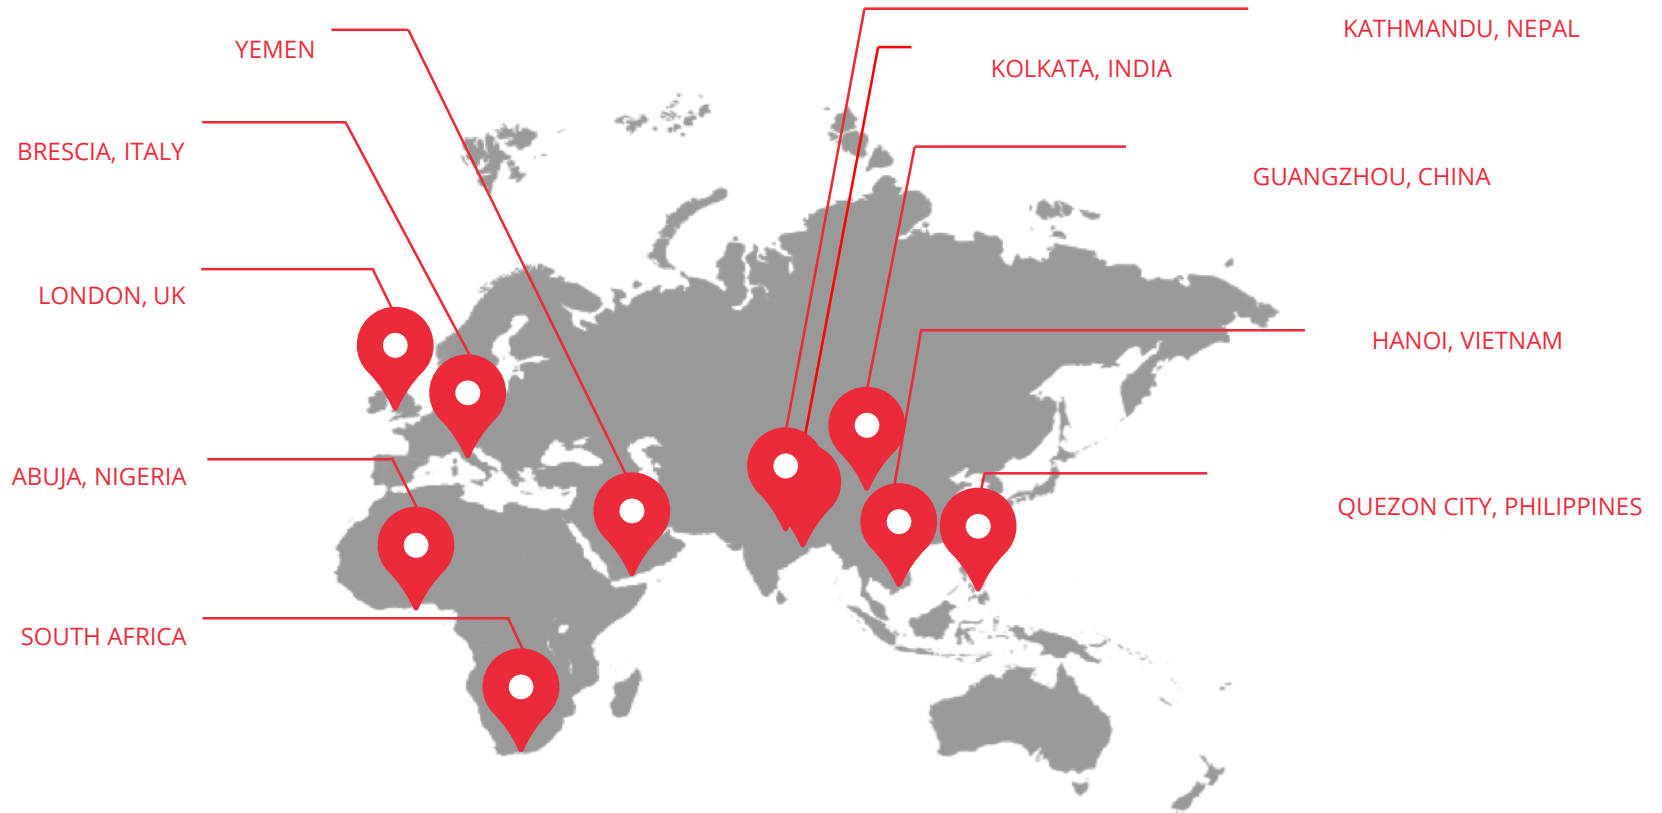 KATHMANDU, NEPAL
YEMEN
KOLKATA, INDIA
BRESCIA, ITALY
GUANGZHOU, CHINA
LONDON, UK
HANOI, VIETNAM
ABUJA, NIGERIA
QUEZON CITY, PHILIPPINES
SOUTH AFRICA